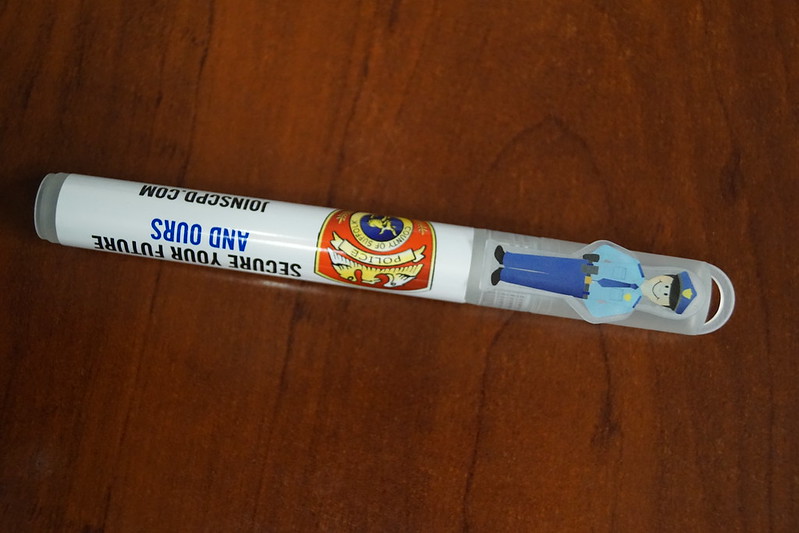 SECURE YOUR FUTURE
AND OURS
JOINSCPD.COM
COUNTY OF SUFFOLK
POLICE